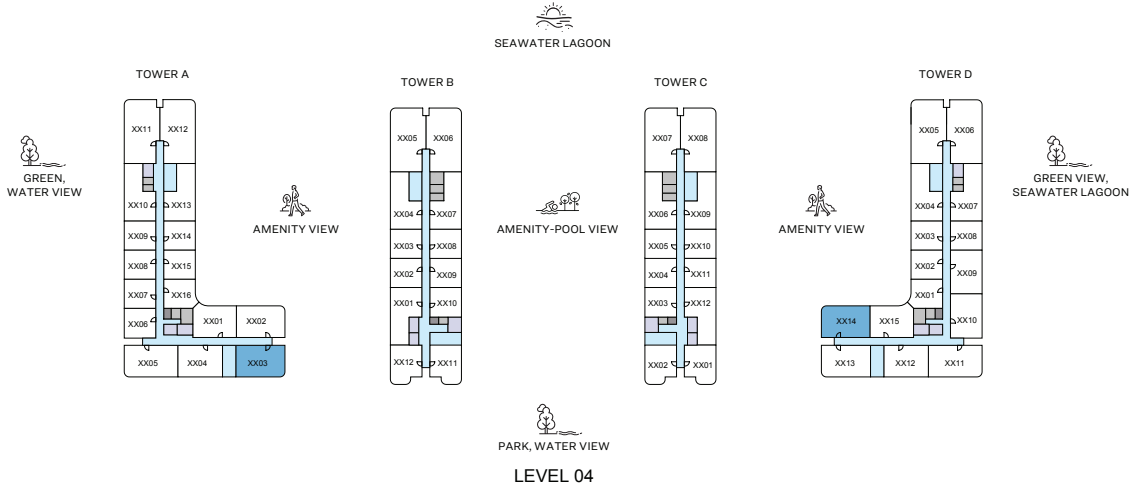 SEAWATER LAGOON
TOWER A
TOWER B
TOWER C
TOWER D
XX11
XX12
XX10
XX13
XX09
XX14
XX08
XX15
XX07
XX16
XX06
XX01
XX02
XX05
XX04
XX03
XX05
XX06
XX04
XX07
XX03
XX08
XX02
XX09
XX01
XX10
XX12
XX11
XX07
XX08
XX06
XX09
XX05
XX10
XX04
XX11
XX03
XX12
XX02
XX01
XX05
XX06
XX04
XX07
XX03
XX08
XX02
XX09
XX01
XX10
XX14
XX15
XX13
XX12
XX11
GREEN,
WATER VIEW
AMENITY VIEW
AMENITY-POOL VIEW
AMENITY VIEW
GREEN VIEW,
SEAWATER LAGOON
PARK, WATER VIEW
LEVEL 04